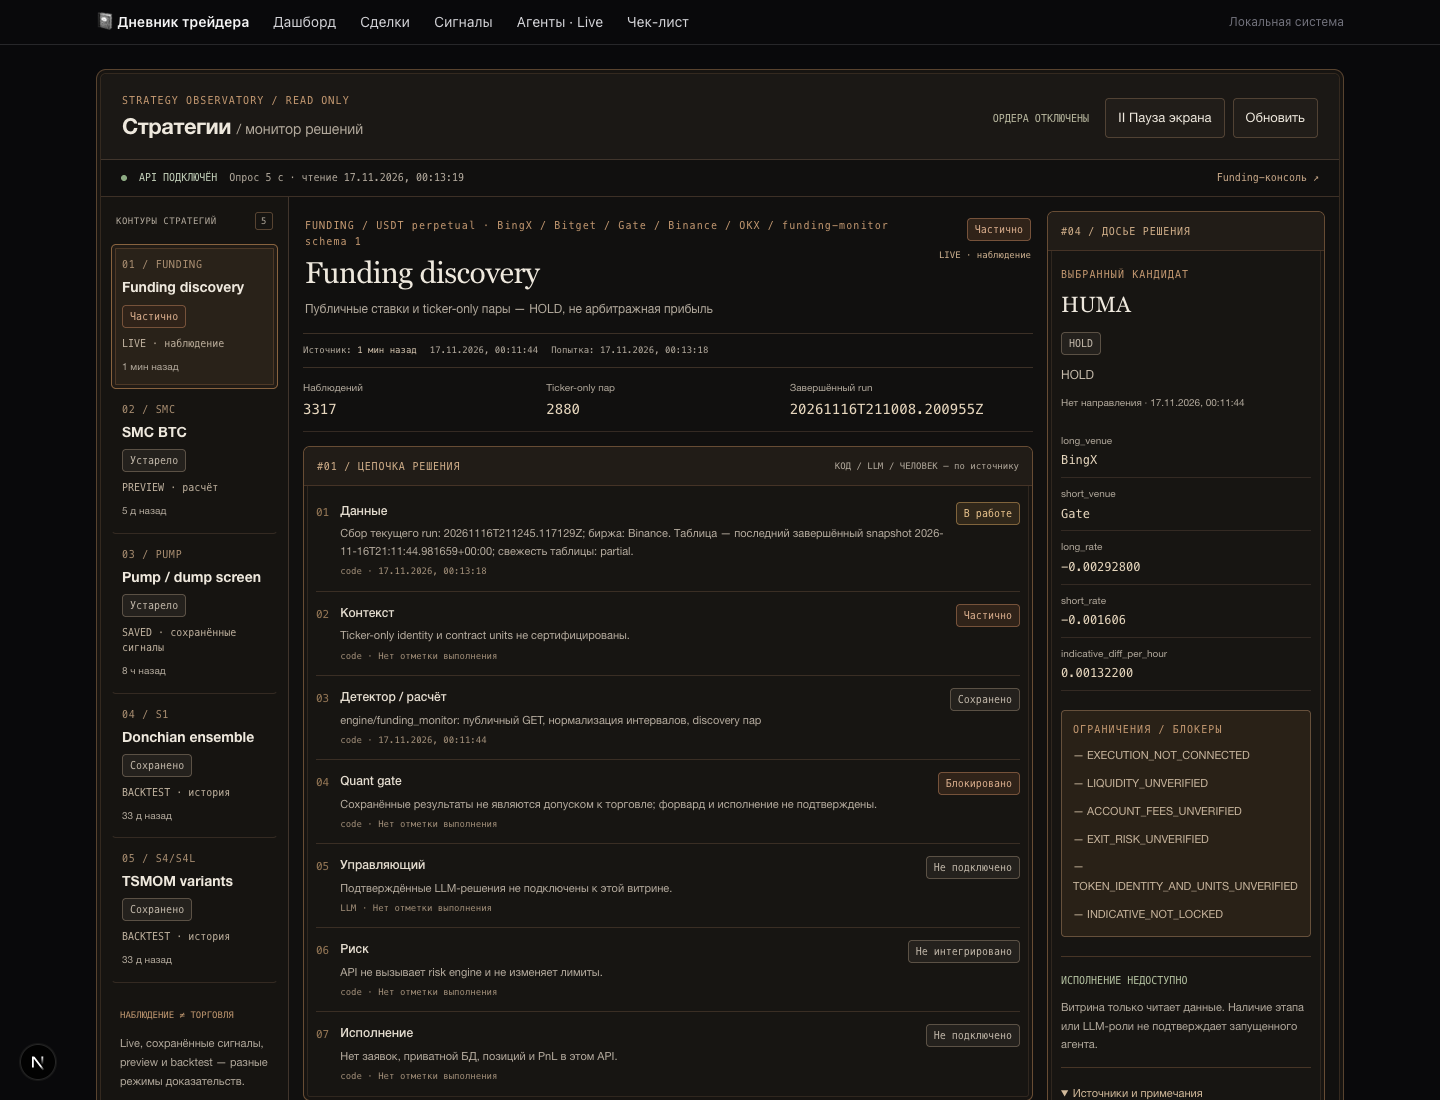 Дневник трейдера
Дашборд
Сделки
Сигналы
Агенты · Live
Чек-лист
Локальная система
STRATEGY OBSERVATORY / READ ONLY
Стратегии / монитор решений
ОРДЕРА ОТКЛЮЧЕНЫ
II Пауза экрана
Обновить
API ПОДКЛЮЧЁН Опрос 5 с · чтение 17.11.2026, 00:13:19
Funding-консоль ↗
КОНТУРЫ СТРАТЕГИЙ
5
01 / FUNDING
Funding discovery
Частично
LIVE · наблюдение
1 мин назад
02 / SMC
SMC BTC
Устарело
PREVIEW · расчёт
5 д назад
03 / PUMP
Pump / dump screen
Устарело
SAVED · сохранённые
сигналы
8 ч назад
04 / S1
Donchian ensemble
Сохранено
BACKTEST · история
33 д назад
05 / S4/S4L
TSMOM variants
Сохранено
BACKTEST · история
33 д назад
НАБЛЮДЕНИЕ ≠ ТОРГОВЛЯ
Live, сохранённые сигналы,
preview и backtest — разные
режимы доказательств.
FUNDING / USDT perpetual · BingX / Bitget / Gate / Binance / OKX / funding-monitor
schema 1
Частично
LIVE · наблюдение
Funding discovery
Публичные ставки и ticker-only пары — HOLD, не арбитражная прибыль
Источник: 1 мин назад 17.11.2026, 00:11:44 Попытка: 17.11.2026, 00:13:18
Наблюдений
3317
Ticker-only пар
2880
Завершённый run
20261116T211008.200955Z
#01 / ЦЕПОЧКА РЕШЕНИЯ
КОД / LLM / ЧЕЛОВЕК — по источнику
01 Данные
В работе
Сбор текущего run: 20261116T211245.117129Z; биржа: Binance. Таблица — последний завершённый snapshot 2026-
11-16T21:11:44.981659+00:00; свежесть таблицы: partial.
code · 17.11.2026, 00:13:18
02 Контекст
Частично
Ticker-only identity и contract units не сертифицированы.
code · Нет отметки выполнения
03 Детектор / расчёт
Сохранено
engine/funding_monitor: публичный GET, нормализация интервалов, discovery пар
code · 17.11.2026, 00:11:44
04 Quant gate
Блокировано
Сохранённые результаты не являются допуском к торговле; форвард и исполнение не подтверждены.
code · Нет отметки выполнения
05 Управляющий
Не подключено
Подтверждённые LLM-решения не подключены к этой витрине.
LLM · Нет отметки выполнения
06 Риск
Не интегрировано
API не вызывает risk engine и не изменяет лимиты.
code · Нет отметки выполнения
07 Исполнение
Не подключено
Нет заявок, приватной БД, позиций и PnL в этом API.
code · Нет отметки выполнения
#04 / ДОСЬЕ РЕШЕНИЯ
ВЫБРАННЫЙ КАНДИДАТ
HUMA
HOLD
HOLD
Нет направления · 17.11.2026, 00:11:44
long_venue
BingX
short_venue
Gate
long_rate
-0.00292800
short_rate
-0.001606
indicative_diff_per_hour
0.00132200
ОГРАНИЧЕНИЯ / БЛОКЕРЫ
— EXECUTION_NOT_CONNECTED
— LIQUIDITY_UNVERIFIED
— ACCOUNT_FEES_UNVERIFIED
— EXIT_RISK_UNVERIFIED
—
TOKEN_IDENTITY_AND_UNITS_UNVERIFIED
— INDICATIVE_NOT_LOCKED
ИСПОЛНЕНИЕ НЕДОСТУПНО
Витрина только читает данные. Наличие этапа
или LLM-роли не подтверждает запущенного
агента.
▼ Источники и примечания
N